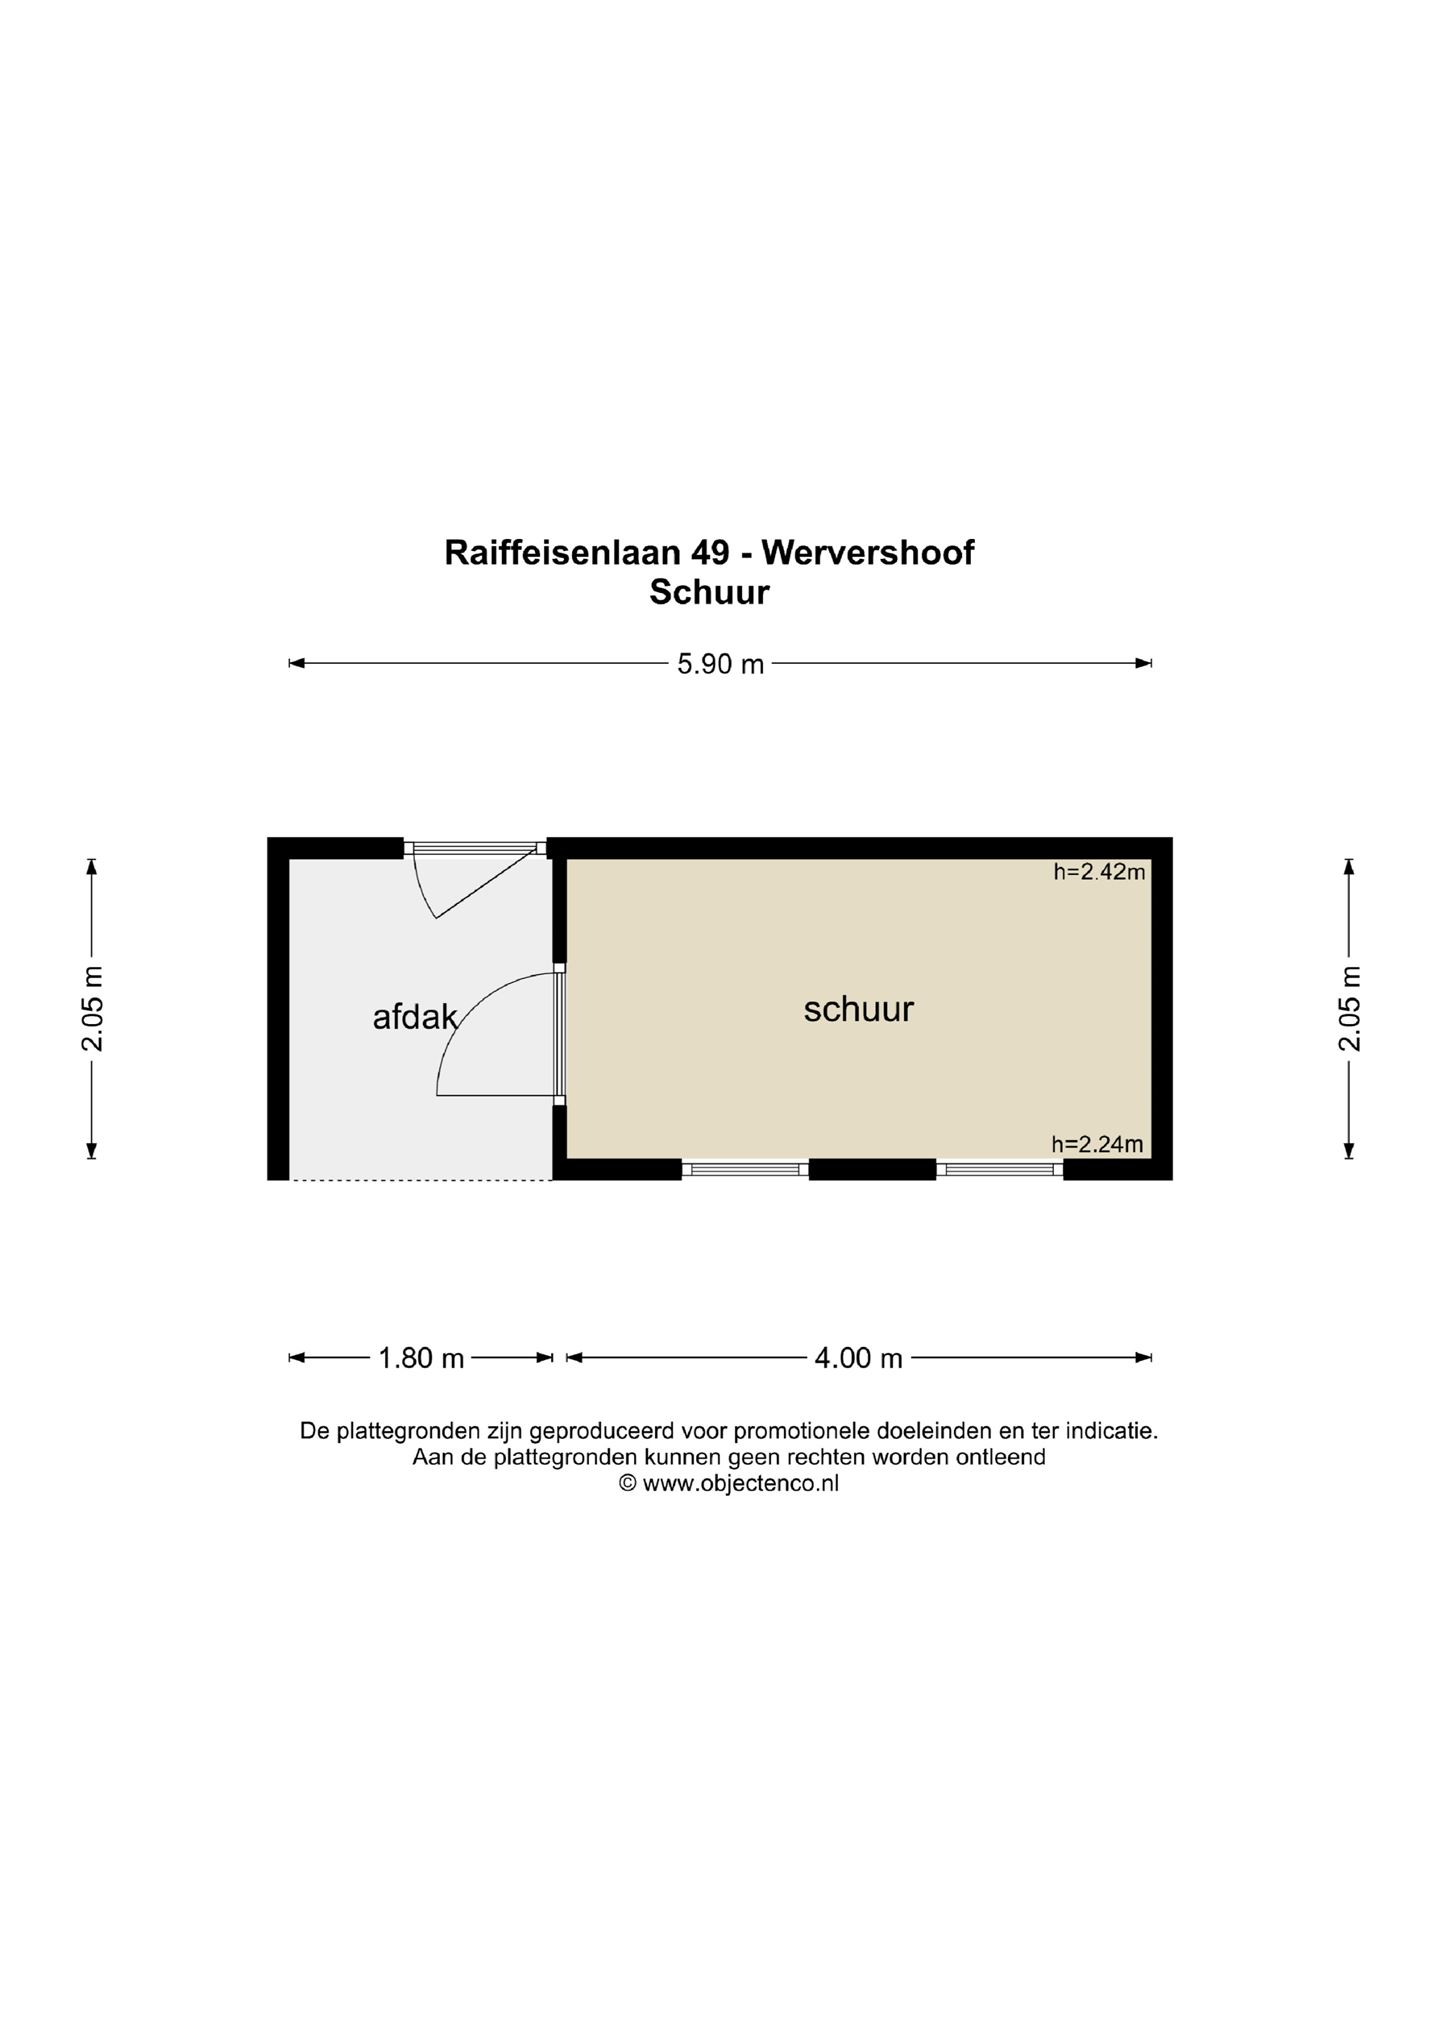 Raiffeisenlaan 49 - Wervershoof
Schuur
5.90 m
h=2.42m
2.05 m
afdak
schuur
2.05 m
h=2.24m
1.80 m
4.00 m
De plattegronden zijn geproduceerd voor promotionele doeleinden en ter indicatie.
Aan de plattegronden kunnen geen rechten worden ontleend
© www.objectenco.nl